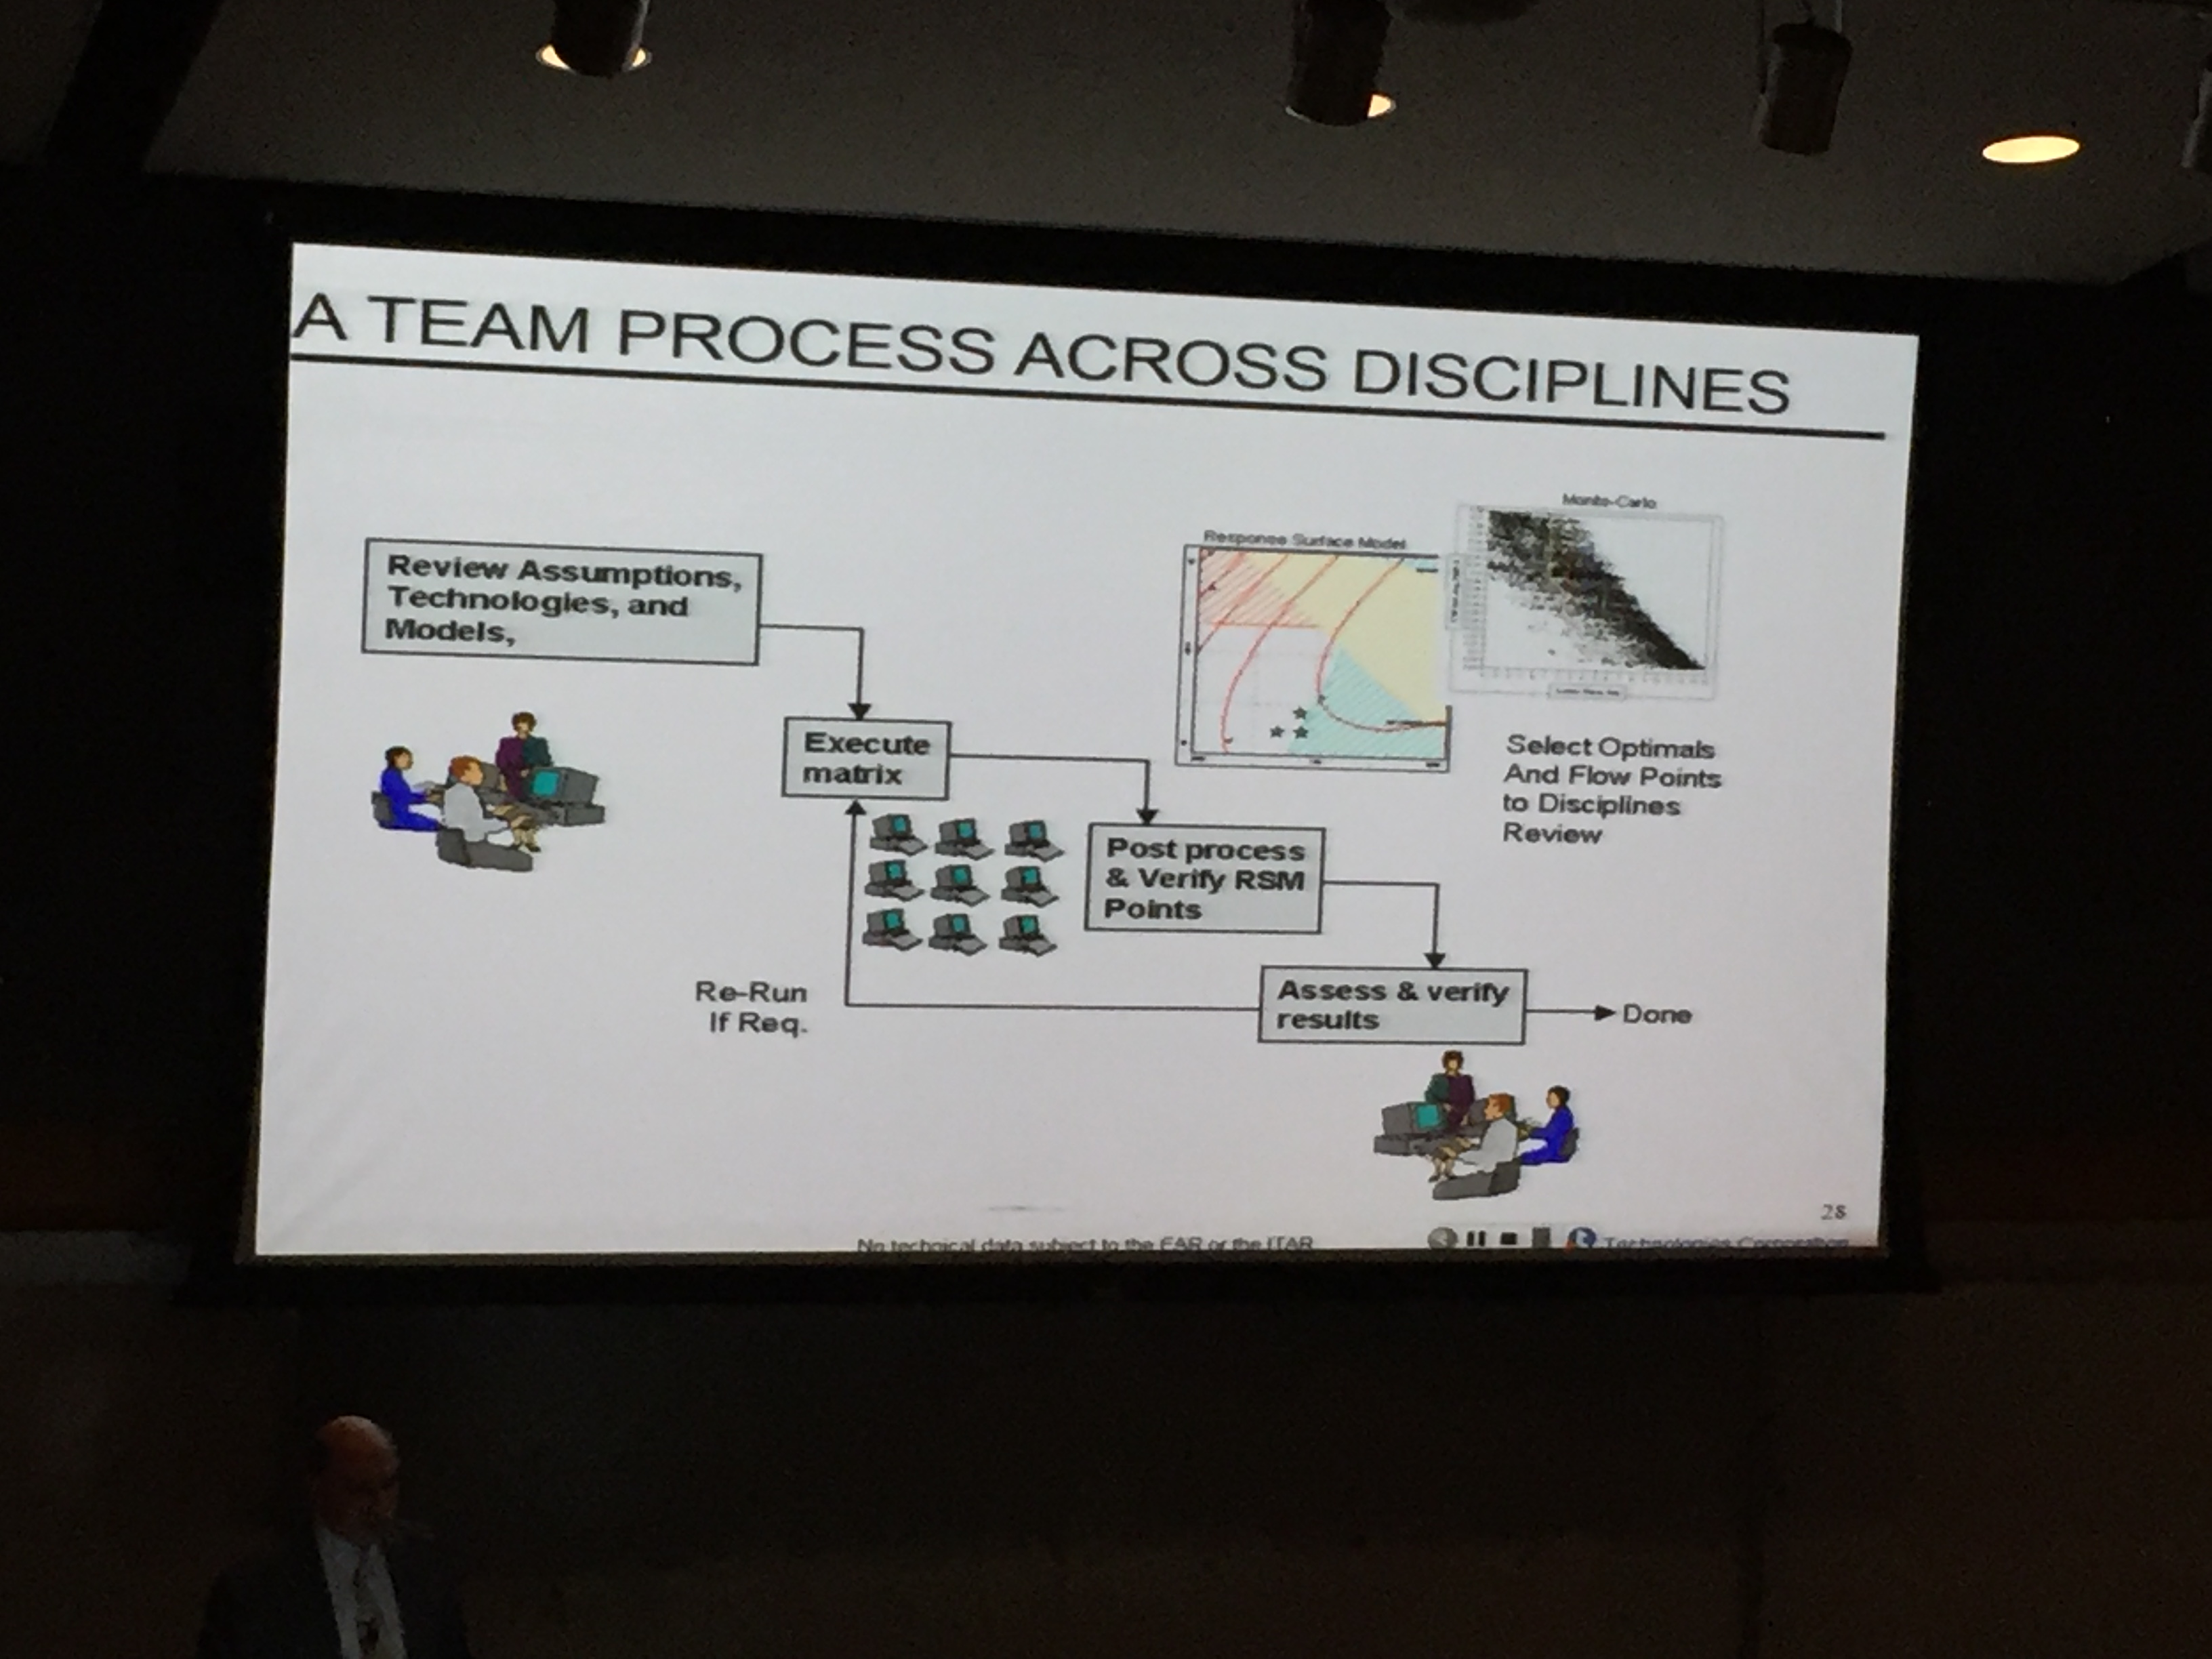 A TEAM PROCESS ACROSS DISCIPLINES
Review Assumptions,
Technologies, and
Models,
Execute
matrix
Response Surface Model
Monte-Carlo
Select Optimals
And Flow Points
to Disciplines
Review
Post process
& Verify RSM
Points
Re-Run
If Req.
Assess & verify
results
Done
28
No technical data subject to the EAR or the ITAR
Technologies Corporation